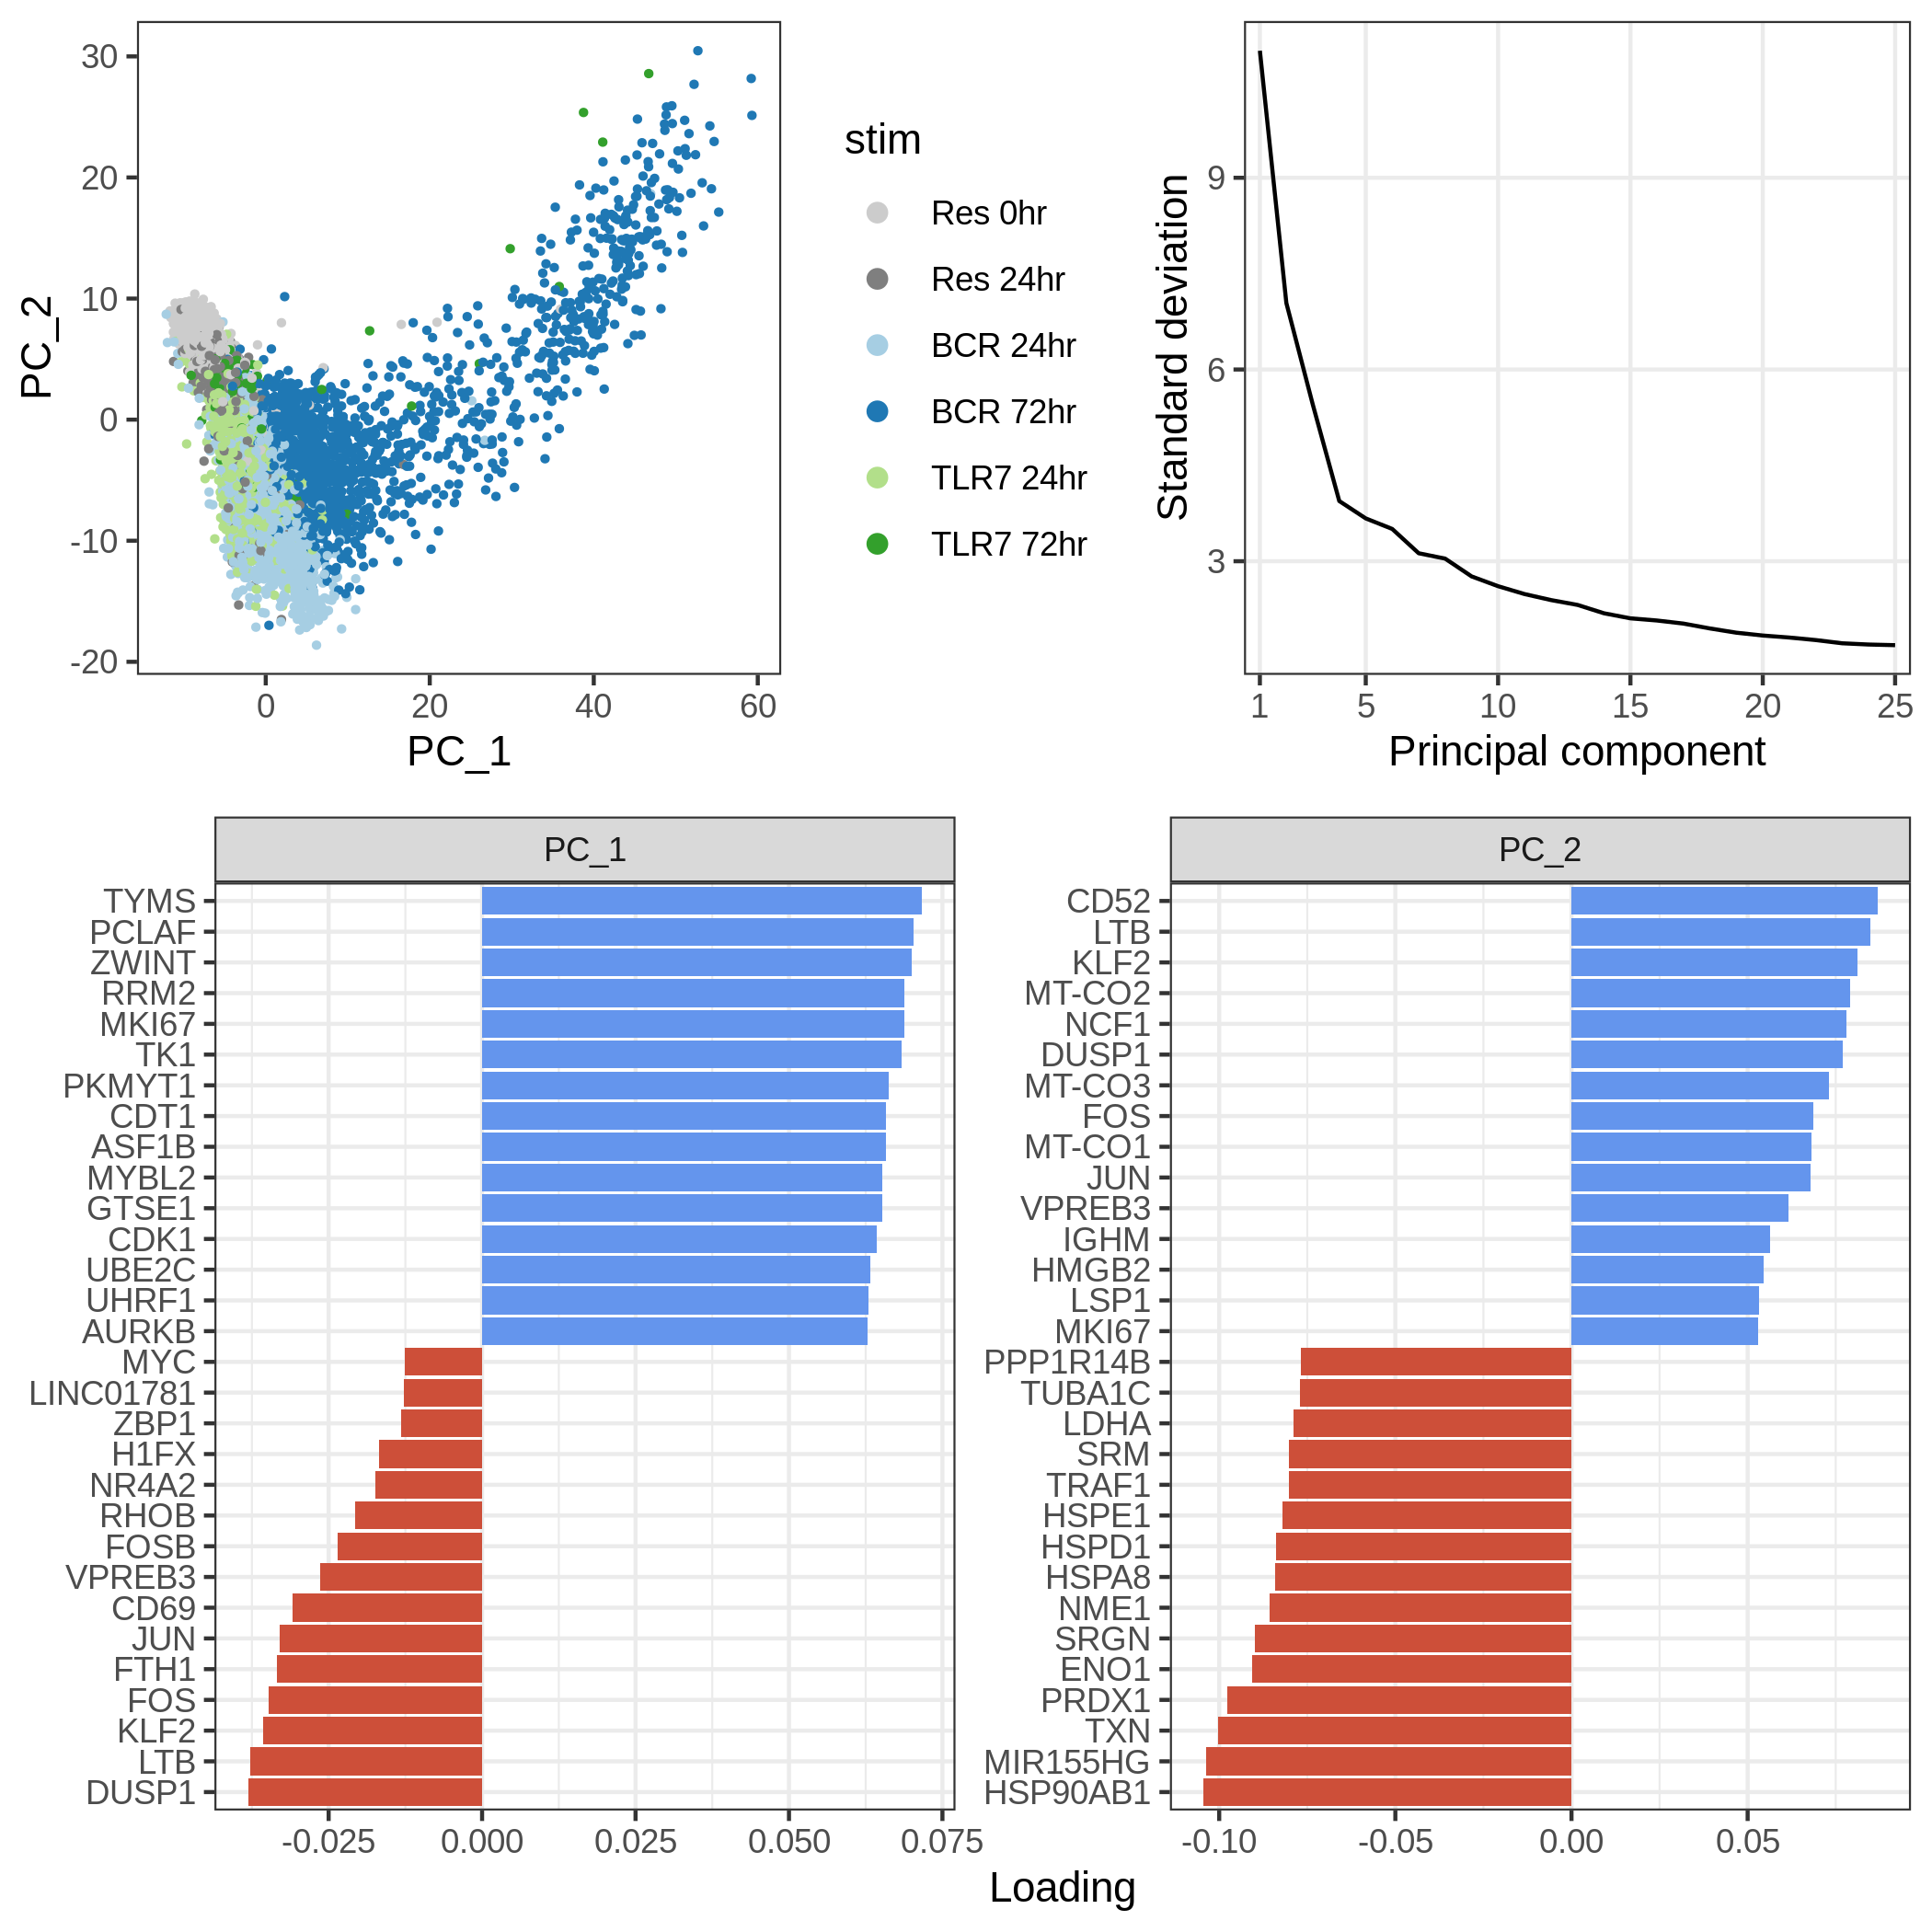 30
20
10
0
-10
-20
PC_2
0
20
40
60
PC_1
stim
Res 0hr
Res 24hr
BCR 24hr
BCR 72hr
TLR7 24hr
TLR7 72hr
9
6
3
Standard deviation
1
5
10
15
20
25
Principal component
PC_1
TYMS
PCLAF
ZWINT
RRM2
MKI67
TK1
PKMYT1
CDT1
ASF1B
MYBL2
GTSE1
CDK1
UBE2C
UHRF1
AURKB
MYC
LINC01781
ZBP1
H1FX
NR4A2
RHOB
FOSB
VPREB3
CD69
JUN
FTH1
FOS
KLF2
LTB
DUSP1
-0.025
0.000
0.025
0.050
0.075
PC_2
CD52
LTB
KLF2
MT-CO2
NCF1
DUSP1
MT-CO3
FOS
MT-CO1
JUN
VPREB3
IGHM
HMGB2
LSP1
MKI67
PPP1R14B
TUBA1C
LDHA
SRM
TRAF1
HSPE1
HSPD1
HSPA8
NME1
SRGN
ENO1
PRDX1
TXN
MIR155HG
HSP90AB1
-0.10
-0.05
0.00
0.05
Loading